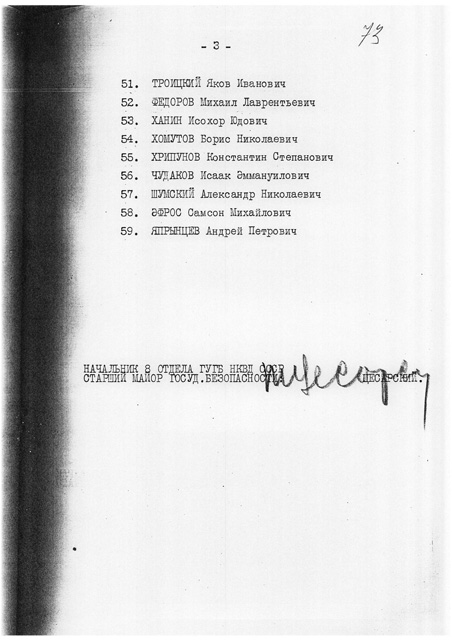 73
- 3 -
51. ТРОИЦКИЙ Яков Иванович
52. ФЕДОРОВ Михаил Лаврентьевич
53. ХАНИН Исохор Юдович
54. ХОМУТОВ Борис Николаевич
55. ХРИПУНОВ Константин Степанович
56. ЧУДАКОВ Исаак Эммануилович
57. ШУМСКИЙ Александр Николаевич
58. ЭФРОС Самсон Михайлович
59. ЯПРЫНЦЕВ Андрей Петрович
НАЧАЛЬНИК 8 ОТДЕЛА ГУГБ НКВД СССР
СТАРШИЙ МАЙОР ГОСУД.БЕЗОПАСНОСТИ ЦЕСАРСКИЙ.